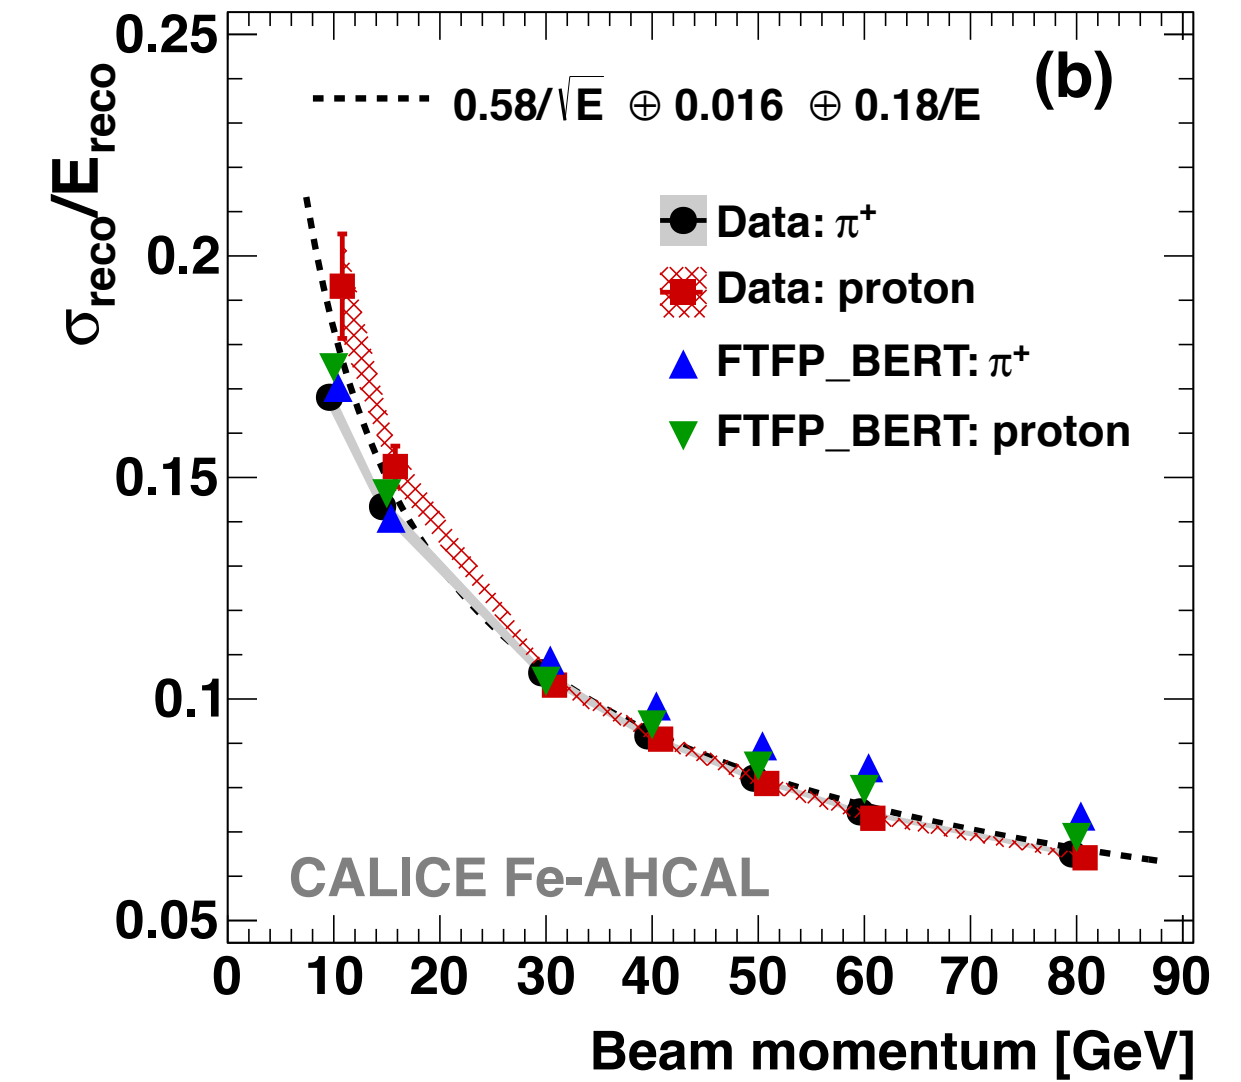 (b)
0.58/√E ⊕ 0.016 ⊕ 0.18/E
Data: π⁺
Data: proton
FTFP_BERT: π⁺
FTFP_BERT: proton
CALICE Fe-AHCAL
σreco/Ereco
0.25
0.2
0.15
0.1
0.05
0 10 20 30 40 50 60 70 80 90
Beam momentum [GeV]